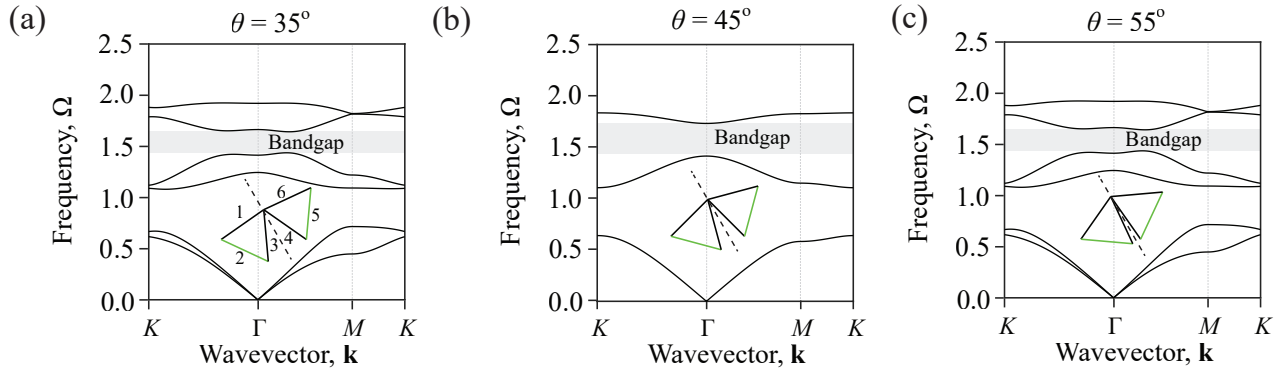 (a)
θ = 35°
2.5
2.0
1.5
1.0
0.5
0.0
Frequency, Ω
Bandgap
1
2
3
4
5
6
K Γ M K
Wavevector, k
(b)
θ = 45°
2.5
2.0
1.5
1.0
0.5
0.0
Frequency, Ω
Bandgap
K Γ M K
Wavevector, k
(c)
θ = 55°
2.5
2.0
1.5
1.0
0.5
0.0
Frequency, Ω
Bandgap
K Γ M K
Wavevector, k